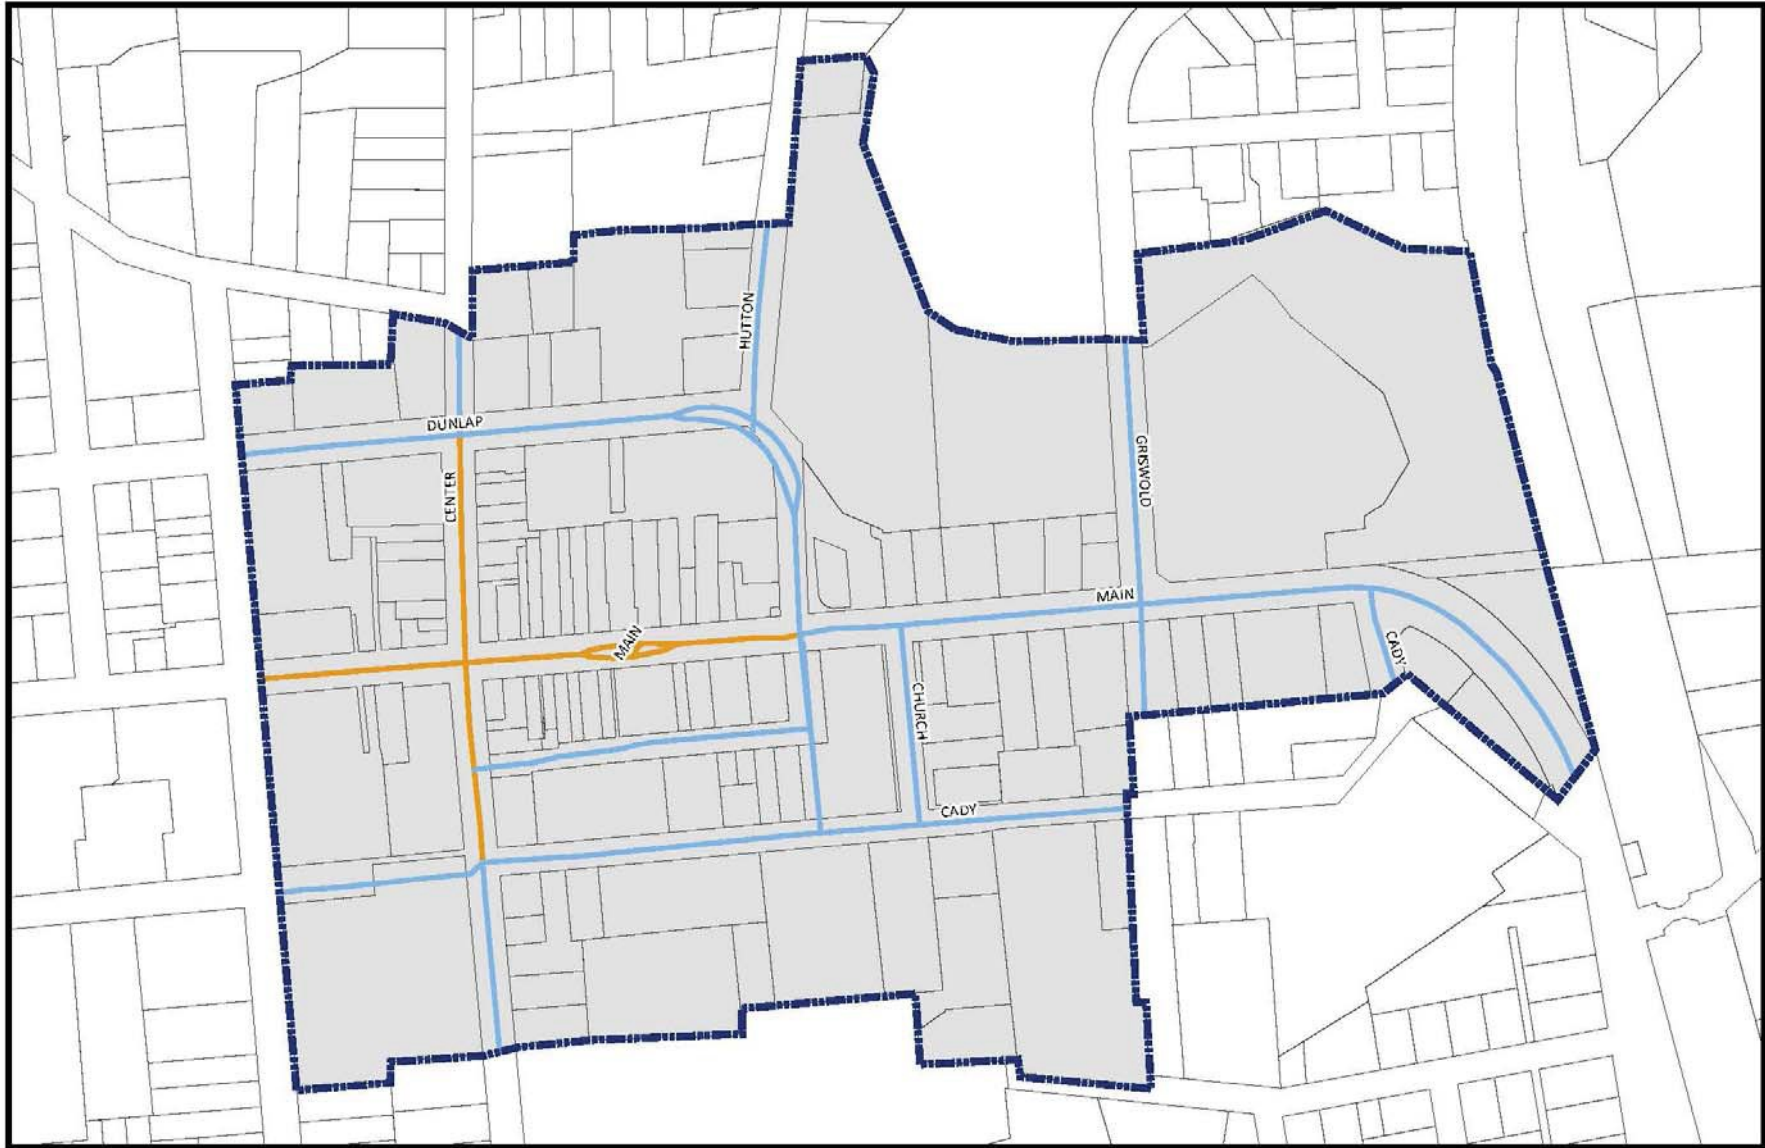 HUTTON
DUNLAP
CENTER
GRISWOLD
MAIN
MAIN
CADY
CHURCH
CADY